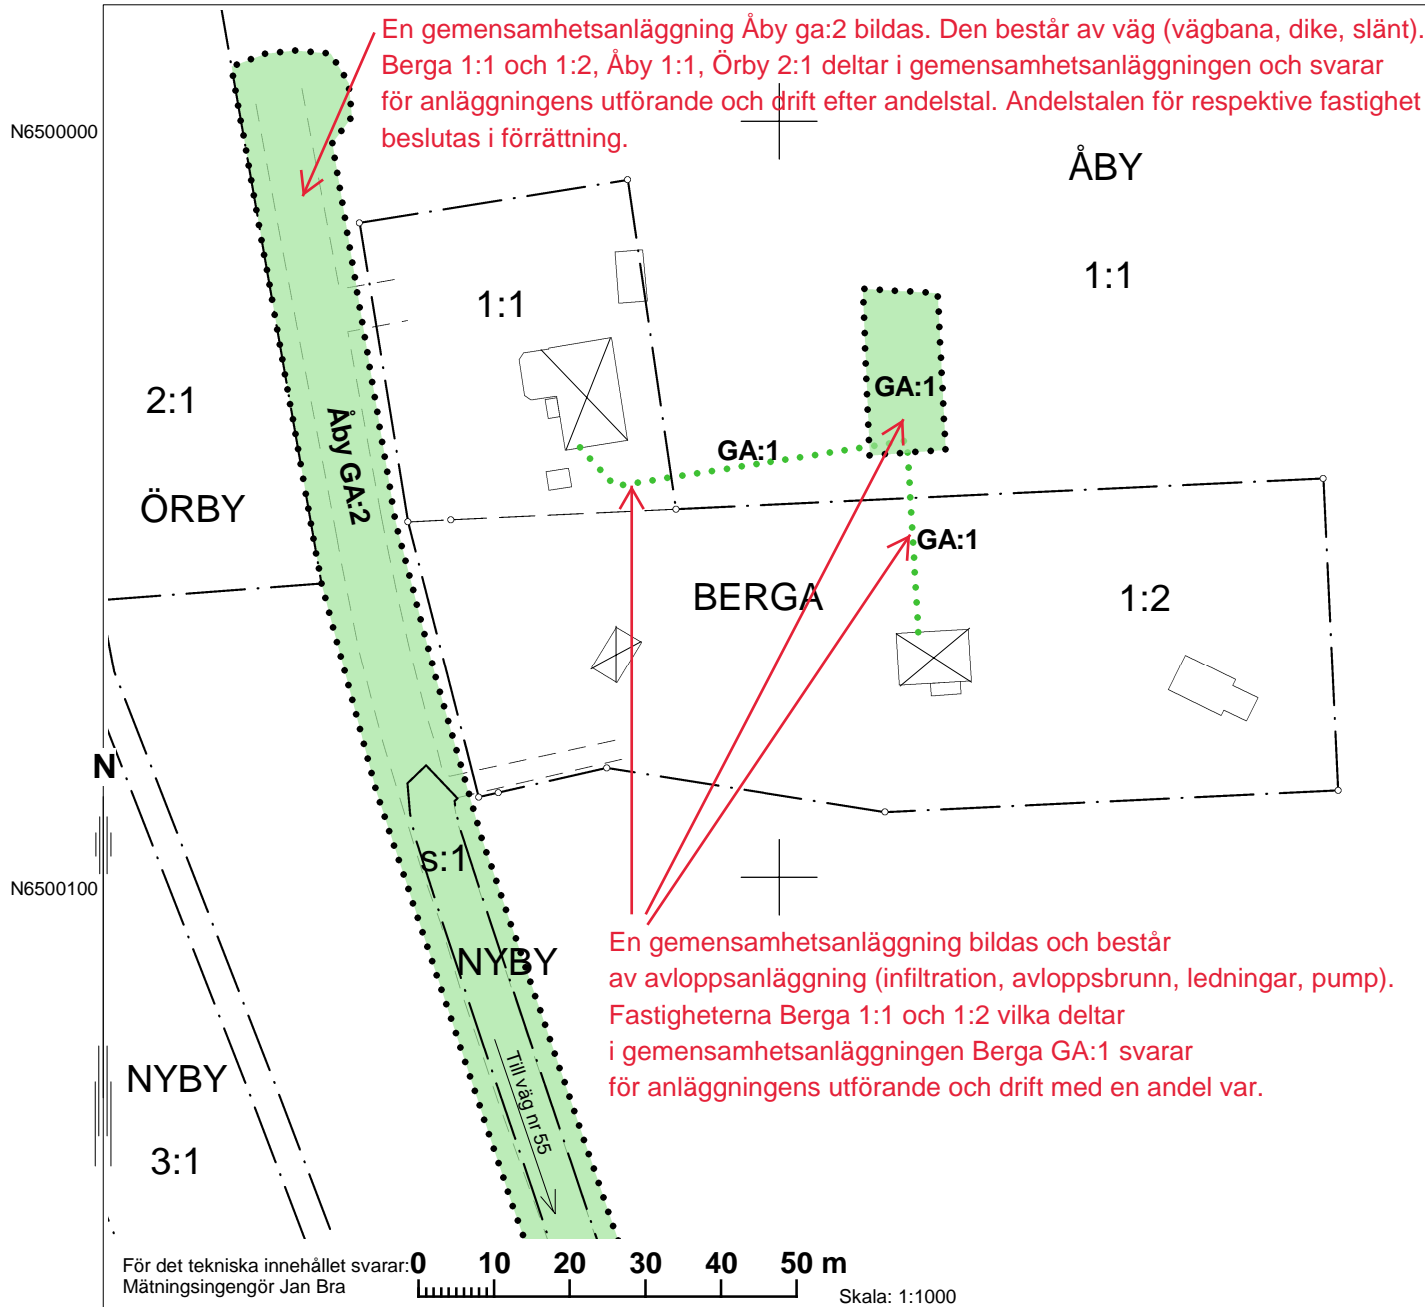 En gemensamhetsanläggning Åby ga:2 bildas. Den består av väg (vägbana, dike, slänt).
Berga 1:1 och 1:2, Åby 1:1, Örby 2:1 deltar i gemensamhetsanläggningen och svarar
för anläggningens utförande och drift efter andelstal. Andelstalen för respektive fastighet
beslutas i förrättning.
N6500000
ÅBY
1:1
1:1
2:1
GA:1
Åby GA:2
GA:1
ÖRBY
GA:1
BERGA
1:2
N
s:1
N6500100
En gemensamhetsanläggning bildas och består
av avloppsanläggning (infiltration, avloppsbrunn, ledningar, pump).
Fastigheterna Berga 1:1 och 1:2 vilka deltar
i gemensamhetsanläggningen Berga GA:1 svarar
för anläggningens utförande och drift med en andel var.
NYBY
NYBY
3:1
Till väg nr 55
För det tekniska innehållet svarar:
Mätningsingengör Jan Bra
0 10 20 30 40 50 m
Skala: 1:1000